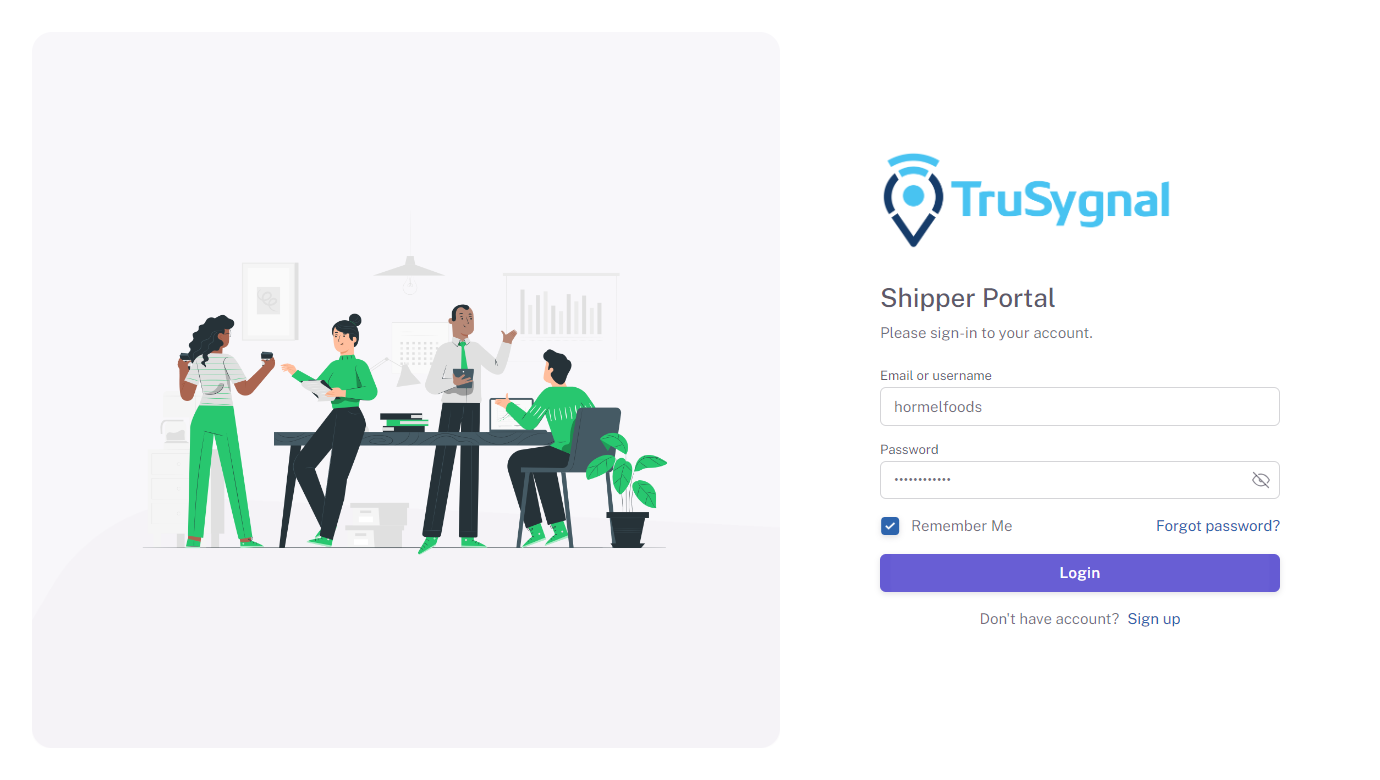 TruSygnal
Shipper Portal
Please sign-in to your account.
Email or username
hormelfoods
Password
••••••••••••
Remember Me
Forgot password?
Login
Don't have account? Sign up